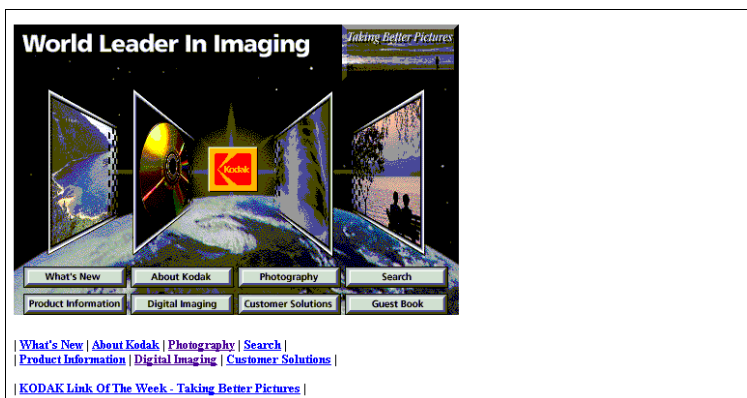 World Leader In Imaging
Taking Better Pictures
Kodak
What's New About Kodak Photography Search
Product Information Digital Imaging Customer Solutions Guest Book
| What's New | About Kodak | Photography | Search |
| Product Information | Digital Imaging | Customer Solutions |
| KODAK Link Of The Week - Taking Better Pictures |